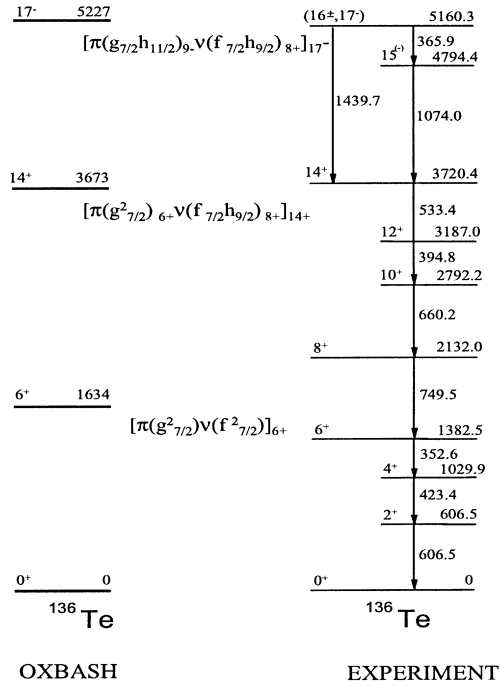 17⁻ 5227 (16±,17⁻) 5160.3
365.9
[π(g₇/₂h₁₁/₂)₉₋ν(f ₇/₂h₉/₂) ₈₊]₁₇⁻
15⁽⁻⁾ 4794.4
1439.7 1074.0
14⁺ 3673 14⁺ 3720.4
[π(g²₇/₂) ₆₊ν(f ₇/₂h₉/₂) ₈₊]₁₄₊
533.4
12⁺ 3187.0
394.8
10⁺ 2792.2
660.2
8⁺ 2132.0
749.5
6⁺ 1634
[π(g²₇/₂)ν(f ²₇/₂)]₆₊
6⁺ 1382.5
352.6
4⁺ 1029.9
423.4
2⁺ 606.5
606.5
0⁺ 0 0⁺ 0
¹³⁶Te ¹³⁶Te
OXBASH EXPERIMENT